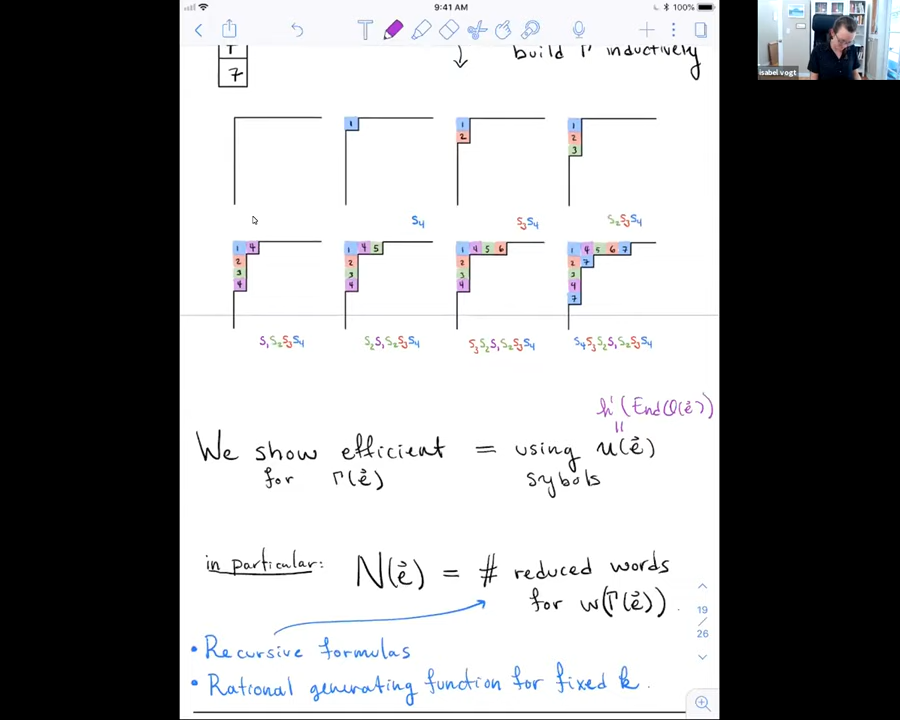 9:41 AM
100%
isabel vogt
T
7
build Γ inductively
1
1
2
1
2
3
S4
S3S4
S2S3S4
1 4
2
3
4
1 4 5
2
3
4
1 4 5 6
2
3
4
1 4 5 6 7
2 7
3
4
7
S1S2S3S4
S2S1S2S3S4
S3S2S1S2S3S4
S4S3S2S1S2S3S4
h¹(End O(e⃗))
||
We show efficient = using u(e⃗)
for Γ(e⃗) sybols
in particular: N(e⃗) = # reduced words
for w(Γ(e⃗)).
• Recursive formulas
• Rational generating function for fixed k.
19
/
26